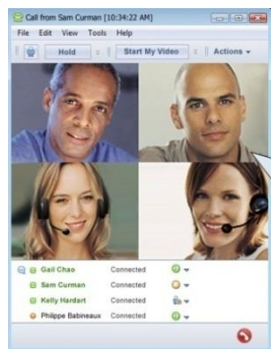 Call from Sam Curman [10:34:22 AM]
File Edit View Tools Help
Hold Start My Video Actions
Gail Chao Connected
Sam Curman Connected
Kelly Hardert Connected
Philippe Babineaux Connected